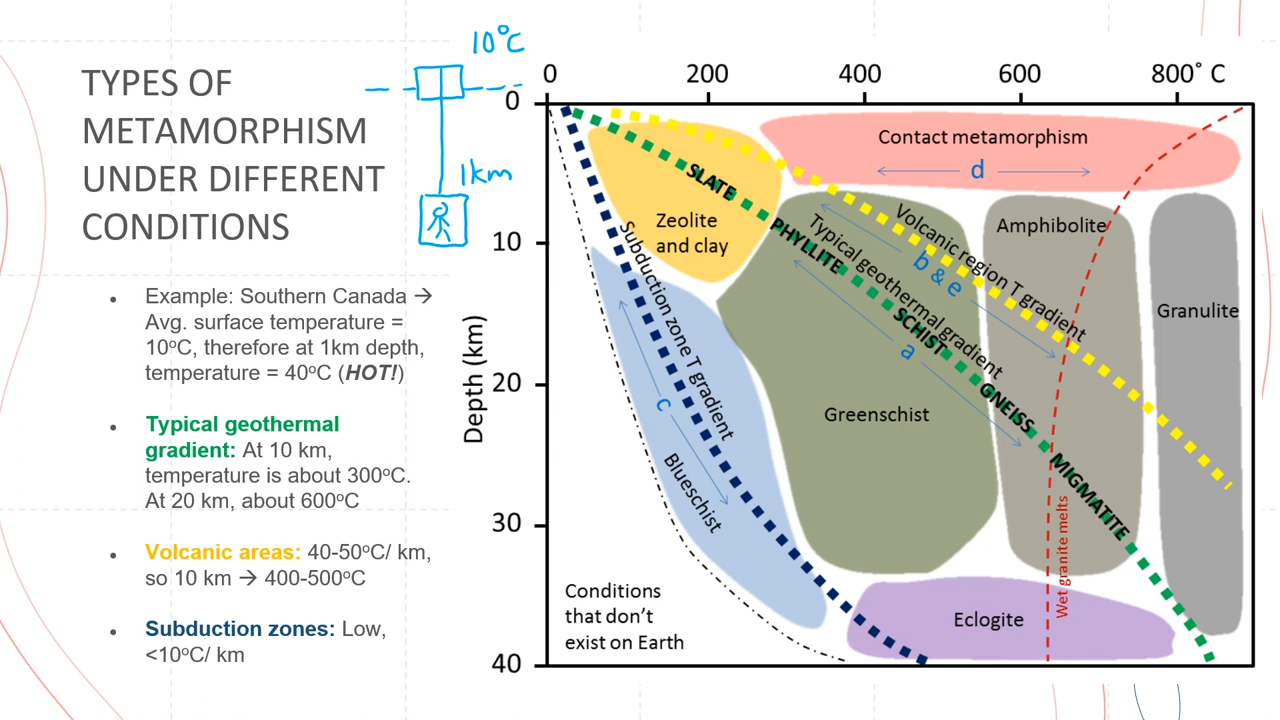 TYPES OF
METAMORPHISM
UNDER DIFFERENT
CONDITIONS
• Example: Southern Canada →
Avg. surface temperature =
10°C, therefore at 1km depth,
temperature = 40°C (HOT!)
• Typical geothermal
gradient: At 10 km,
temperature is about 300°C.
At 20 km, about 600°C
• Volcanic areas: 40-50°C/ km,
so 10 km → 400-500°C
• Subduction zones: Low,
<10°C/ km
10°C
1km
0 200 400 600 800° C
Depth (km)
0
10
20
30
40
Contact metamorphism
d
SLATE
Zeolite
and clay
PHYLLITE
Volcanic region T gradient
b & e
Typical geothermal gradient
a
SCHIST
GNEISS
MIGMATITE
Amphibolite
Granulite
Subduction zone T gradient
c
Blueschist
Greenschist
Wet granite melts
Eclogite
Conditions
that don't
exist on Earth